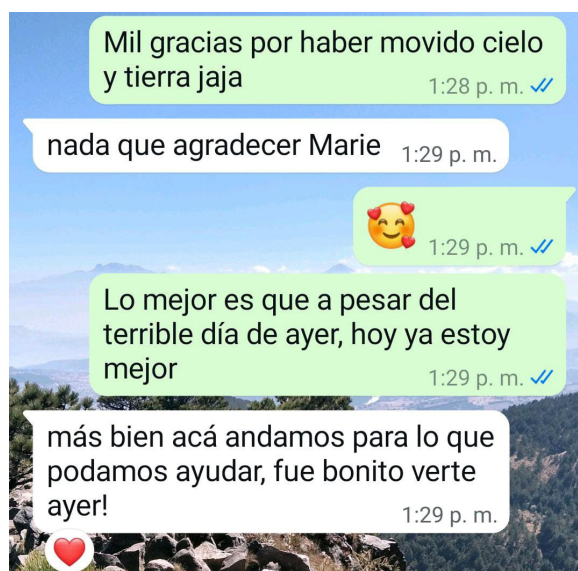 Mil gracias por haber movido cielo
y tierra jaja
1:28 p. m.
nada que agradecer Marie 1:29 p. m.
🥰
1:29 p. m.
Lo mejor es que a pesar del
terrible día de ayer, hoy ya estoy
mejor
1:29 p. m.
más bien acá andamos para lo que
podamos ayudar, fue bonito verte
ayer!
1:29 p. m.
❤️